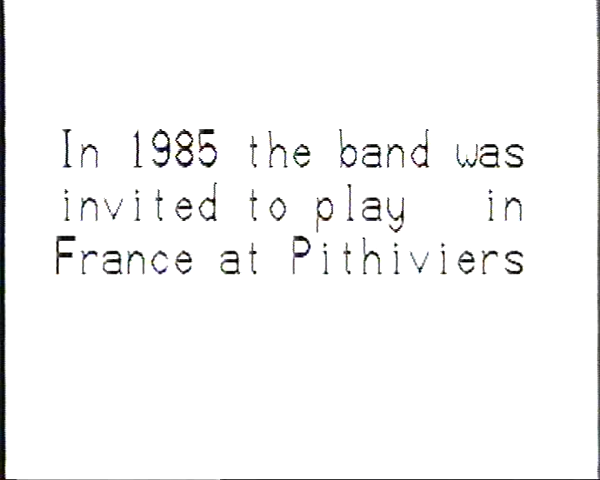 In 1985 the band was
invited to play in
France at Pithiviers